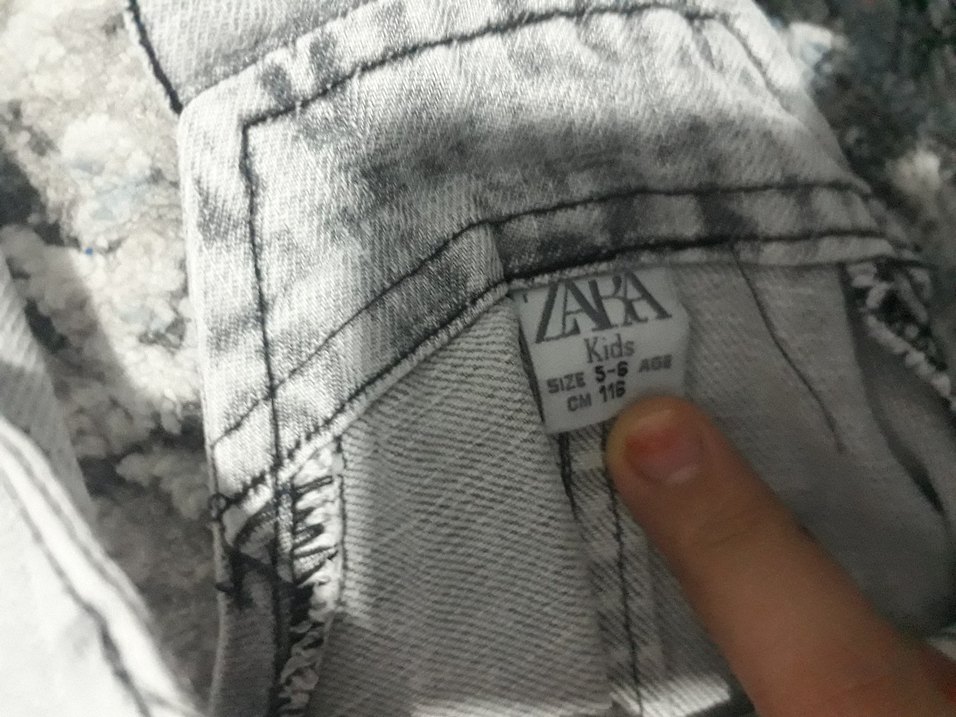 ZARA
Kids
SIZE 5-6 AGE
CM 116